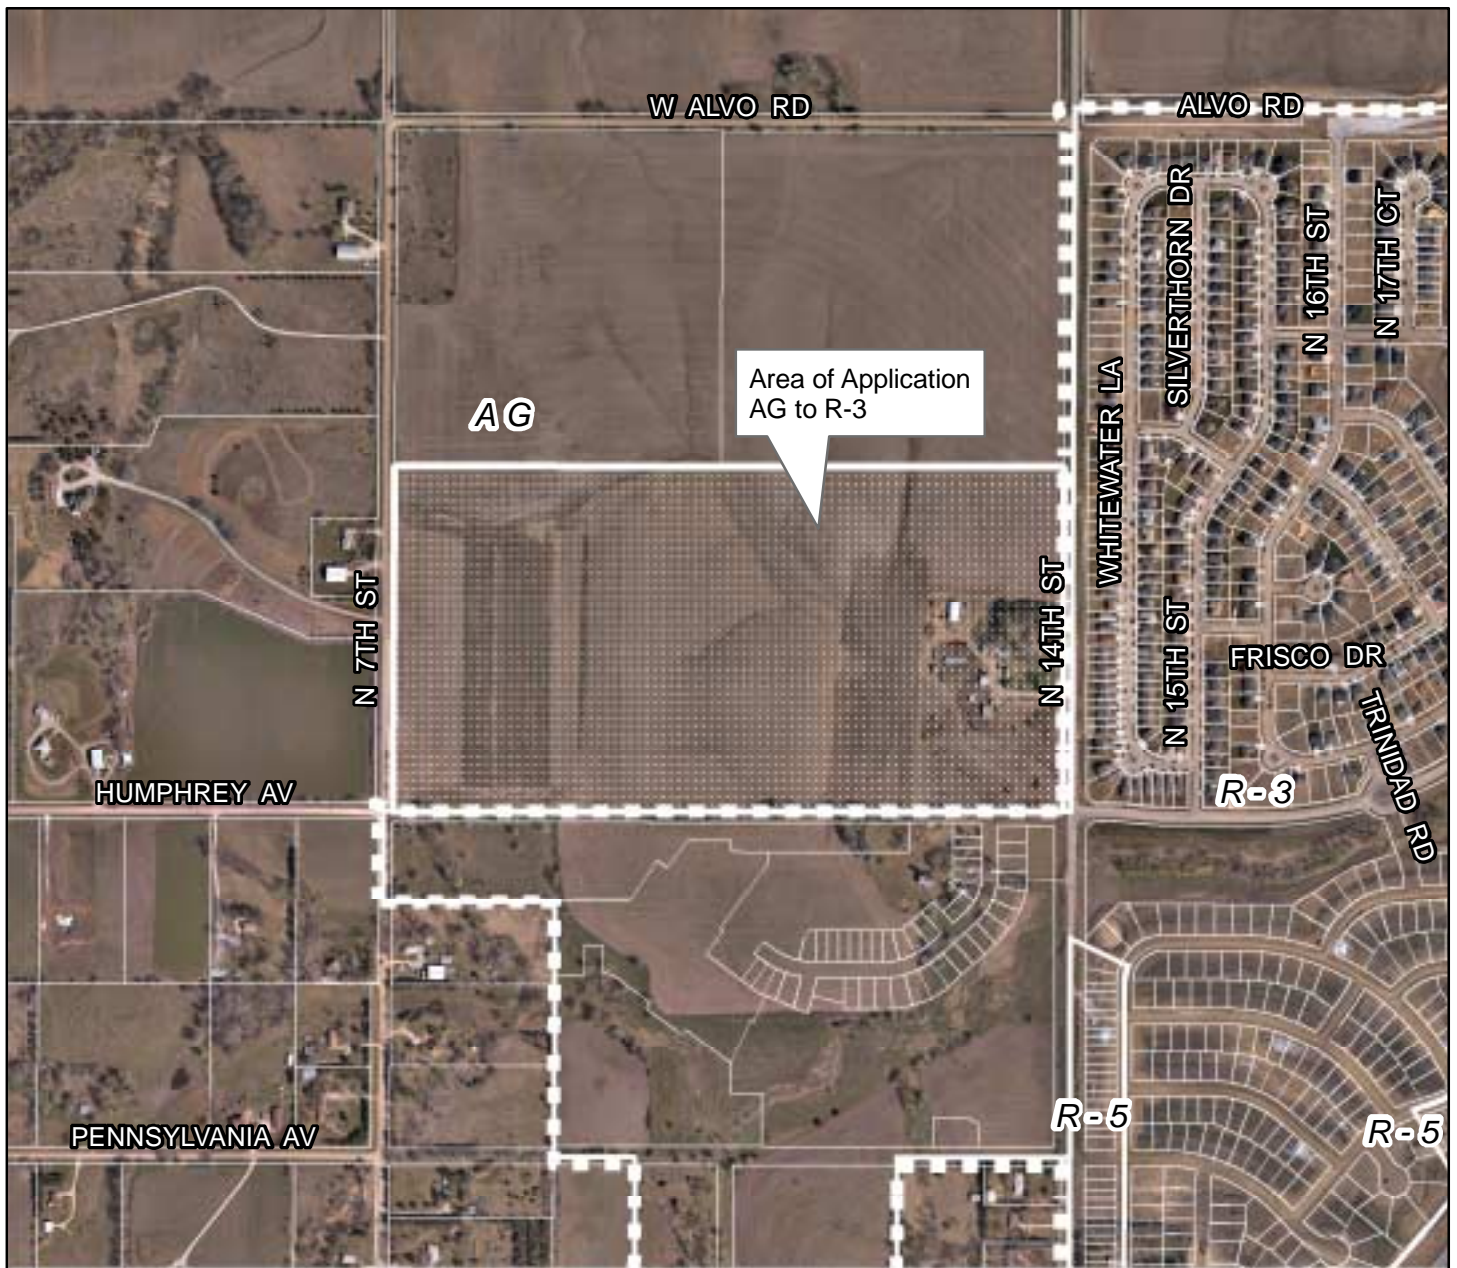 W ALVO RD
ALVO RD
SILVERTHORN DR
N 16TH ST
N 17TH CT
WHITEWATER LA
Area of Application
AG to R-3
AG
N 7TH ST
N 14TH ST
N 15TH ST
FRISCO DR
TRINIDAD RD
HUMPHREY AV
R-3
PENNSYLVANIA AV
R-5
R-5